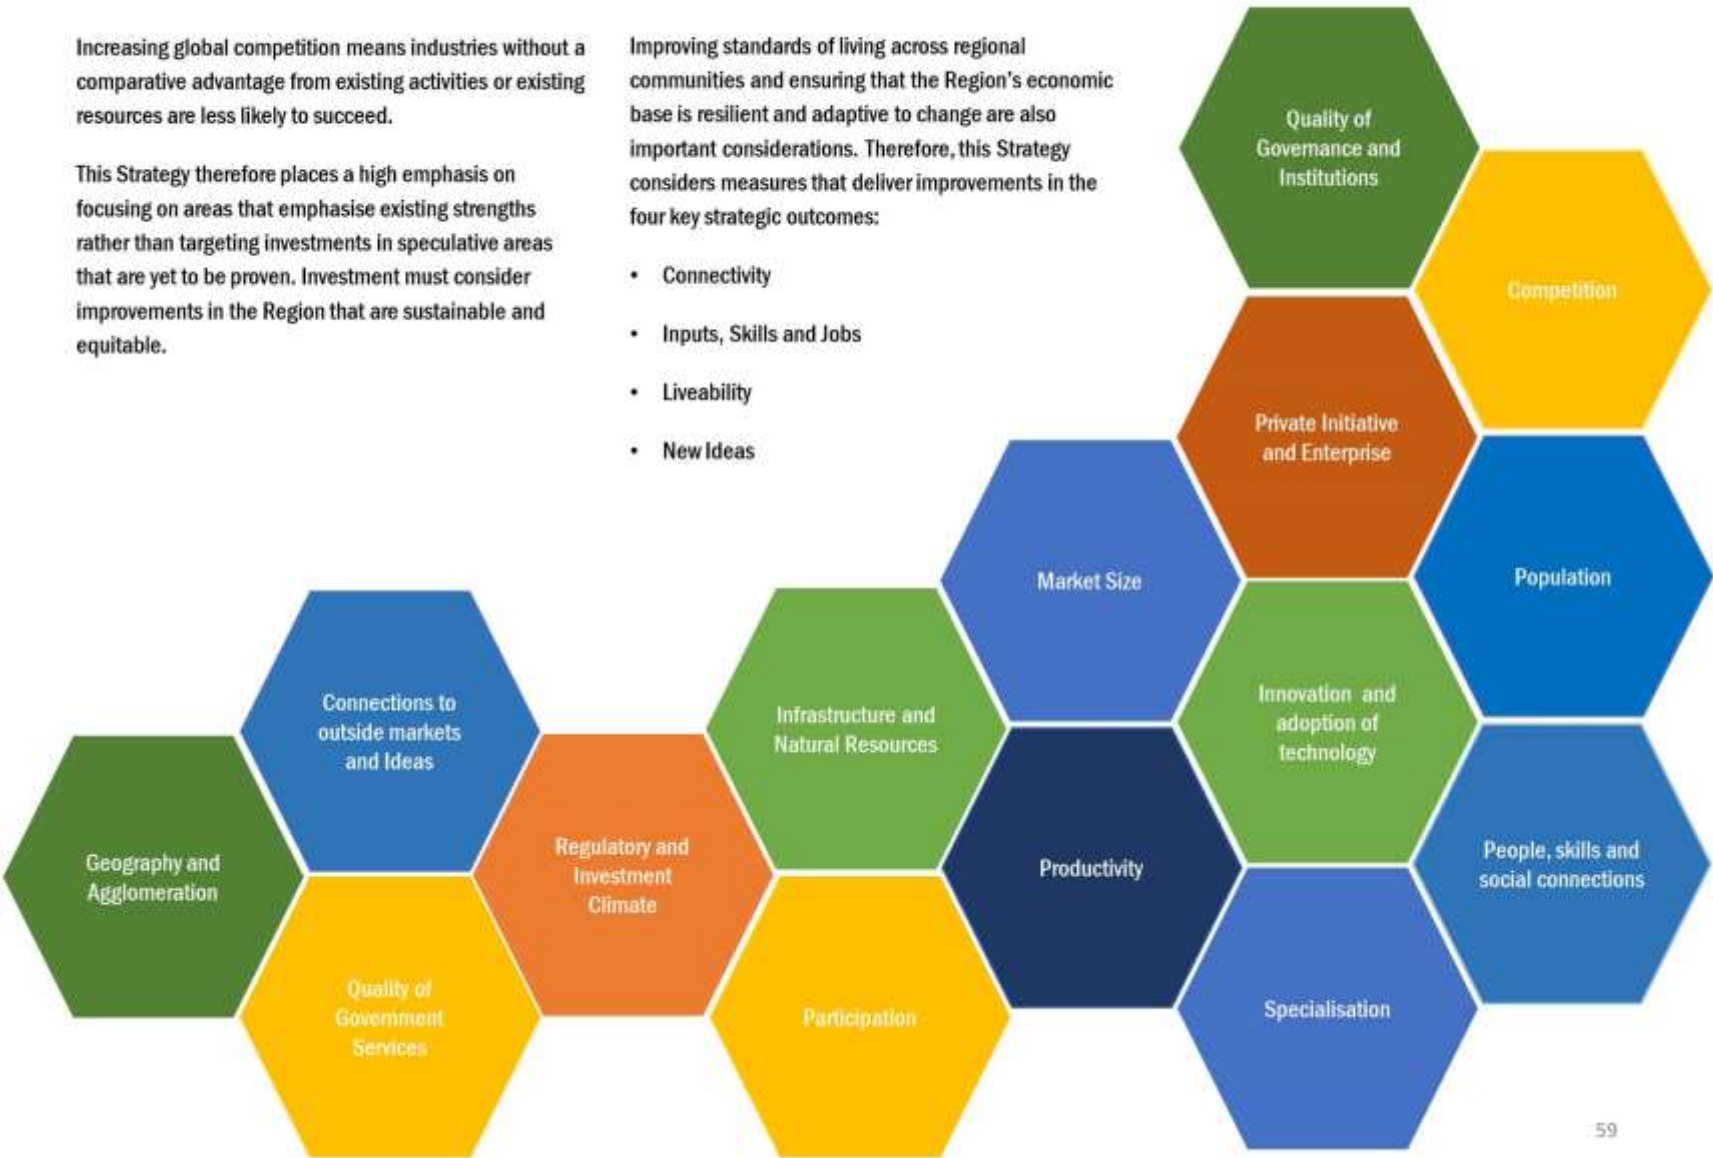 Increasing global competition means industries without a
comparative advantage from existing activities or existing
resources are less likely to succeed.
This Strategy therefore places a high emphasis on
focusing on areas that emphasise existing strengths
rather than targeting investments in speculative areas
that are yet to be proven. Investment must consider
improvements in the Region that are sustainable and
equitable.
Improving standards of living across regional
communities and ensuring that the Region's economic
base is resilient and adaptive to change are also
important considerations. Therefore, this Strategy
considers measures that deliver improvements in the
four key strategic outcomes:
• Connectivity
• Inputs, Skills and Jobs
• Liveability
• New Ideas
Quality of
Governance and
Institutions
Competition
Private Initiative
and Enterprise
Market Size
Population
Connections to
outside markets
and Ideas
Infrastructure and
Natural Resources
Innovation and
adoption of
technology
Geography and
Agglomeration
Regulatory and
Investment
Climate
Productivity
People, skills and
social connections
Quality of
Government
Services
Participation
Specialisation
59